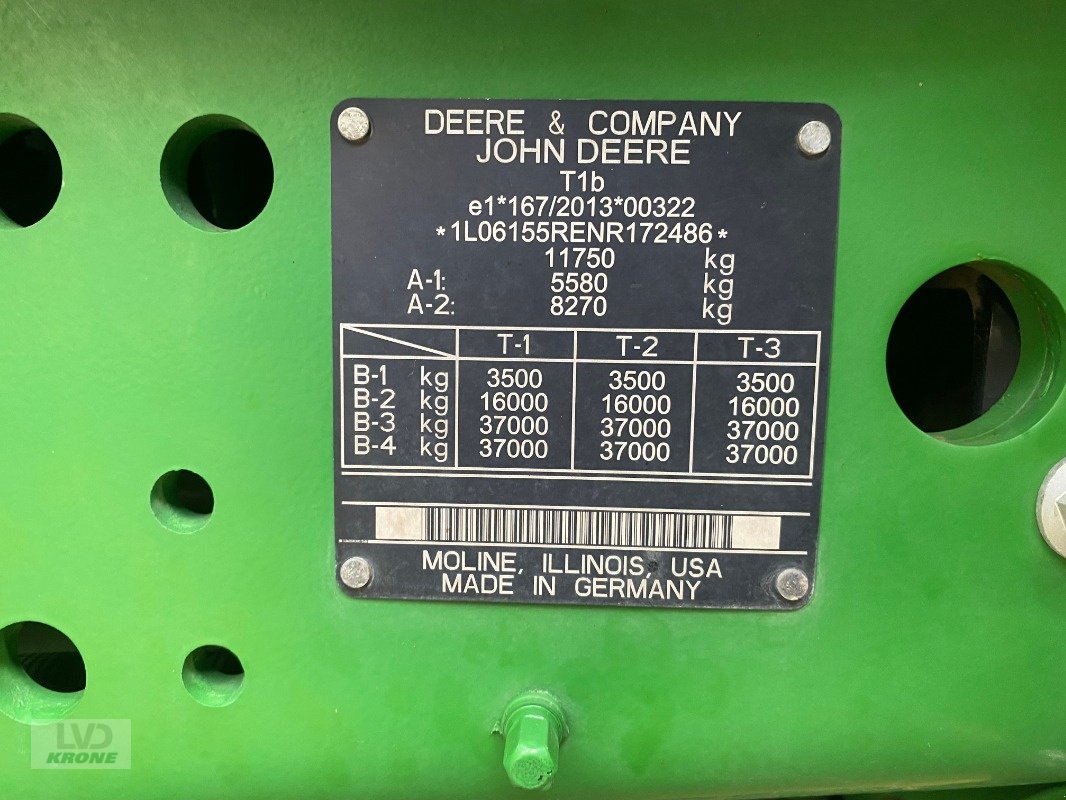 DEERE & COMPANY
JOHN DEERE
T1b
e1*167/2013*00322
*1L06155RENR172486*
11750 kg
A-1: 5580 kg
A-2: 8270 kg
T-1 T-2 T-3
B-1 kg 3500 3500 3500
B-2 kg 16000 16000 16000
B-3 kg 37000 37000 37000
B-4 kg 37000 37000 37000
MOLINE, ILLINOIS, USA
MADE IN GERMANY
LVD
KRONE